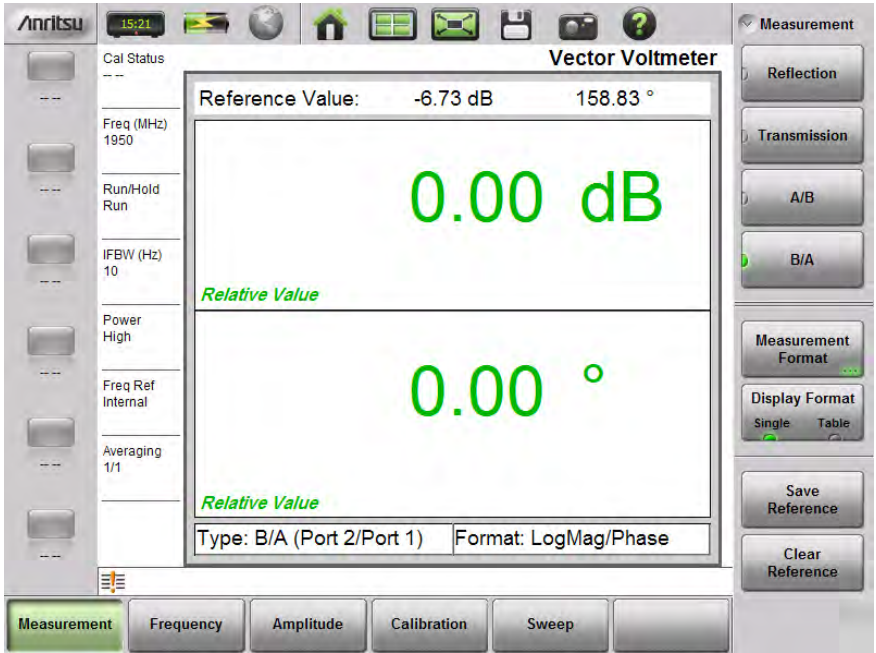 Anritsu
15:21
?
Measurement
Cal Status
-- --
Vector Voltmeter
Reflection
-- --
Reference Value: -6.73 dB 158.83 °
Freq (MHz)
1950
Transmission
-- --
Run/Hold
Run
0.00 dB
A/B
IFBW (Hz)
10
B/A
-- --
Relative Value
Power
High
Measurement
Format
...
-- --
Freq Ref
Internal
0.00 °
Display Format
Single Table
Averaging
1/1
-- --
Relative Value
Save
Reference
Type: B/A (Port 2/Port 1) Format: LogMag/Phase
-- --
Clear
Reference
Measurement Frequency Amplitude Calibration Sweep